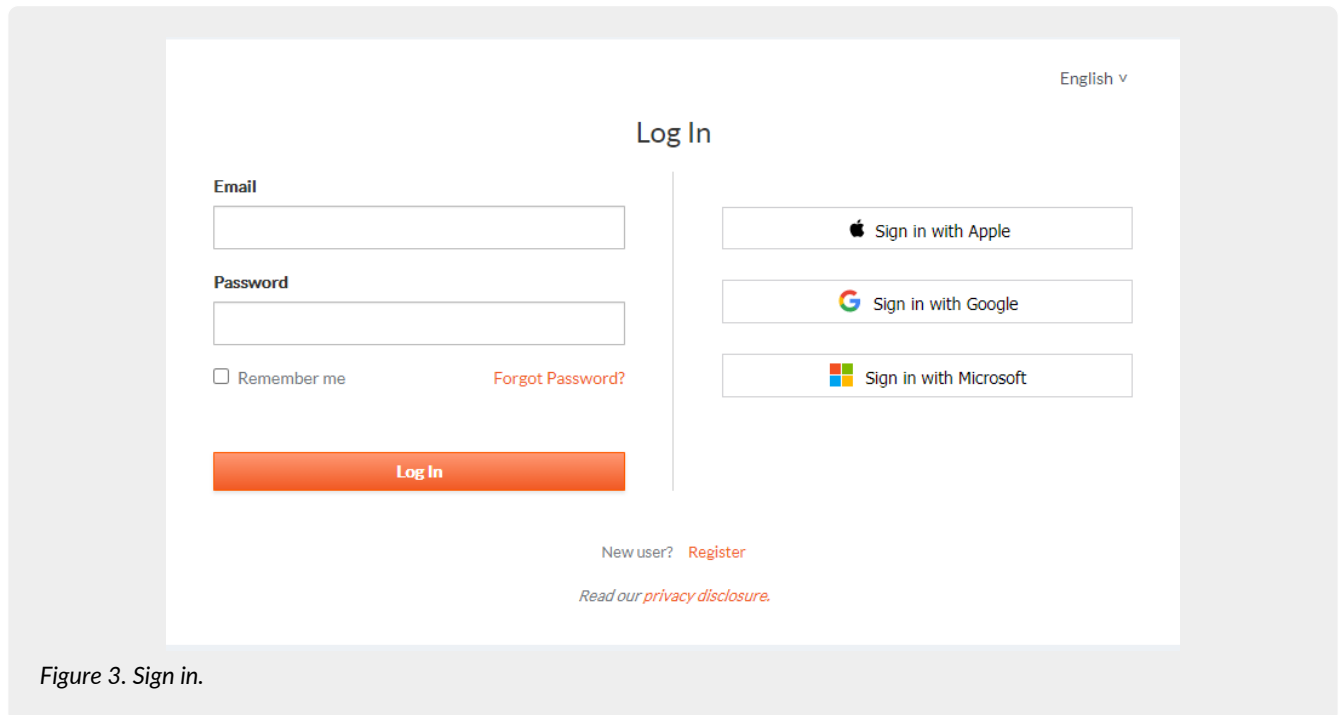 English v
Log In
Email
Password
Remember me
Forgot Password?
Log In
Sign in with Apple
Sign in with Google
Sign in with Microsoft
New user? Register
Read our privacy disclosure.
Figure 3. Sign in.